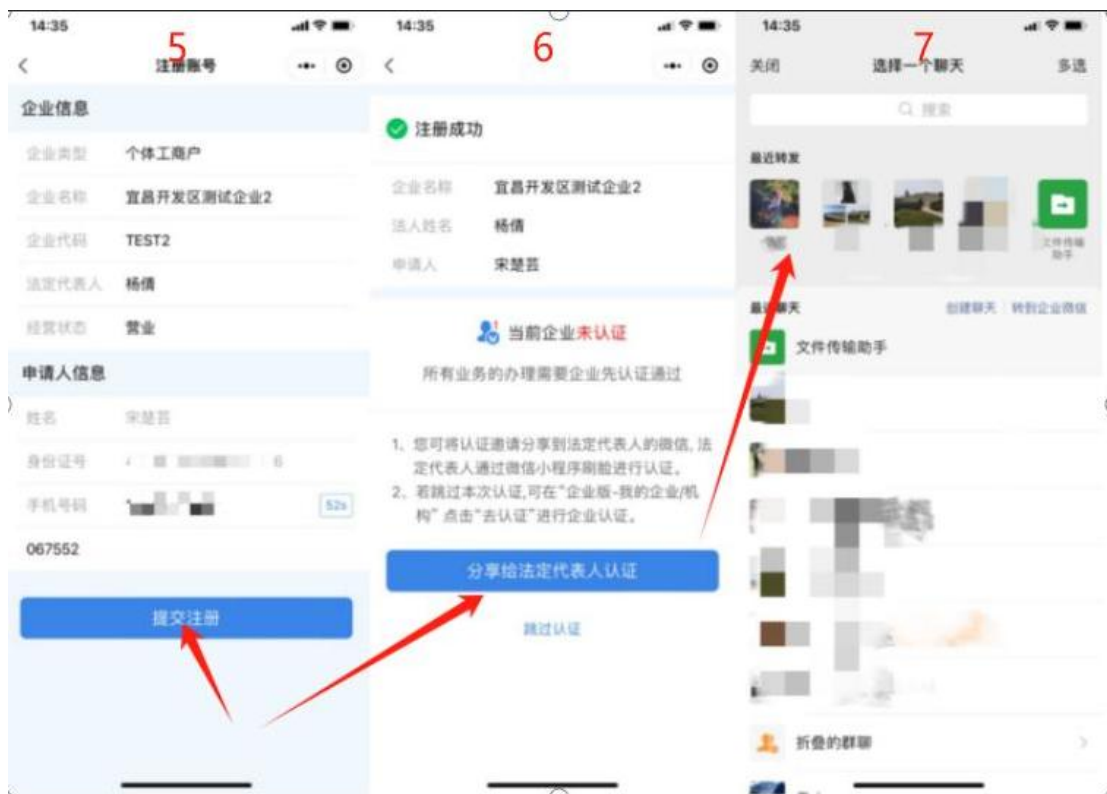 14:35
5
注册账号
企业信息
企业类型 个体工商户
企业名称 宜昌开发区测试企业2
企业代码 TEST2
法定代表人 杨倩
经营状态 营业
申请人信息
姓名 宋楚芸
身份证号 6
手机号码 52s
067552
提交注册
14:35
6
注册成功
企业名称 宜昌开发区测试企业2
法人姓名 杨倩
申请人 宋楚芸
当前企业未认证
所有业务的办理需要企业先认证通过
1、您可将认证邀请分享到法定代表人的微信,法
定代表人通过微信小程序刷脸进行认证。
2、若跳过本次认证,可在“企业版-我的企业/机
构”点击“去认证”进行企业认证。
分享给法定代表人认证
跳过认证
14:35
7
关闭 选择一个聊天 多选
搜索
最近转发
文件传输
助手
最近聊天 创建聊天 转到企业微信
文件传输助手
折叠的群聊